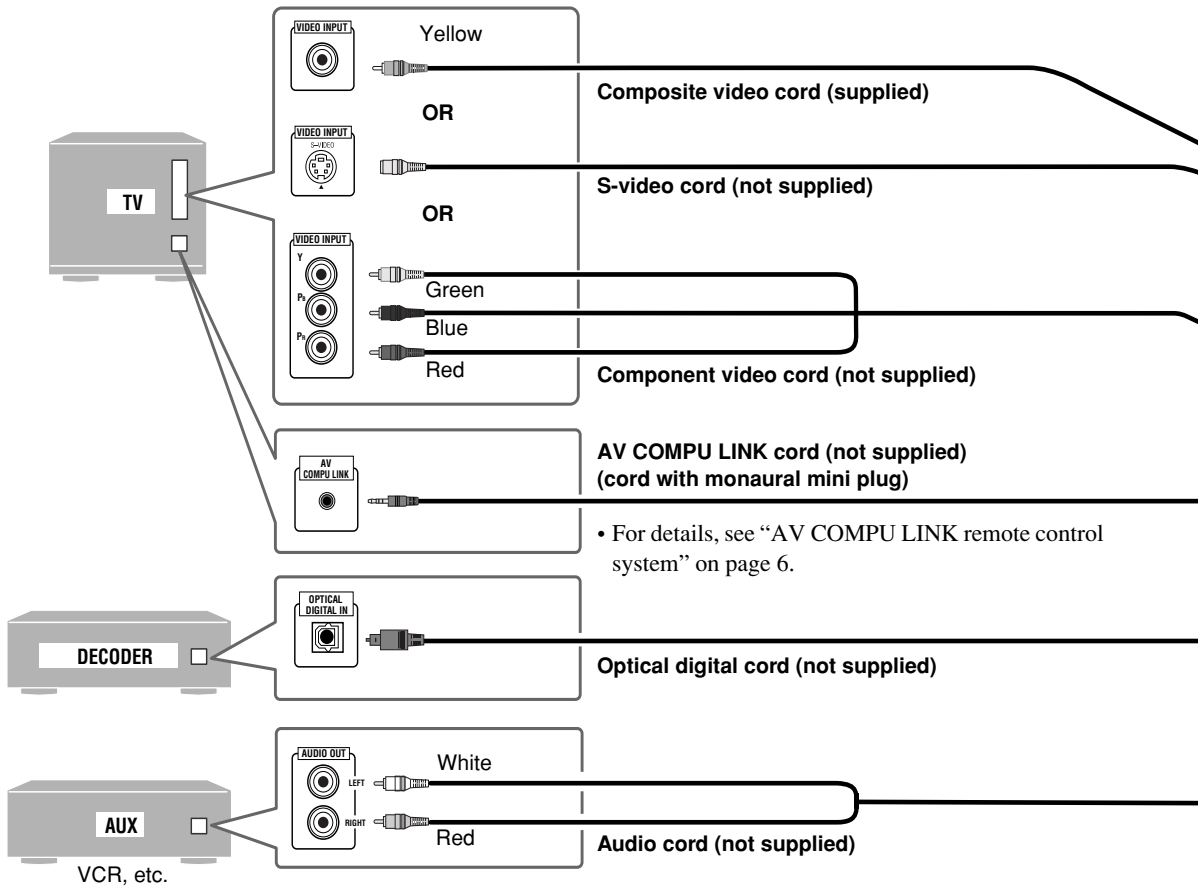 VIDEO INPUT
Yellow
Composite video cord (supplied)
OR
VIDEO INPUT
S–VIDEO
S-video cord (not supplied)
TV
OR
VIDEO INPUT
Y
Green
PB
Blue
PR
Red
Component video cord (not supplied)
AV
COMPU LINK
AV COMPU LINK cord (not supplied)
(cord with monaural mini plug)
• For details, see “AV COMPU LINK remote control
system” on page 6.
OPTICAL
DIGITAL IN
DECODER
Optical digital cord (not supplied)
AUDIO OUT
White
LEFT
AUX
RIGHT
Red
Audio cord (not supplied)
VCR, etc.